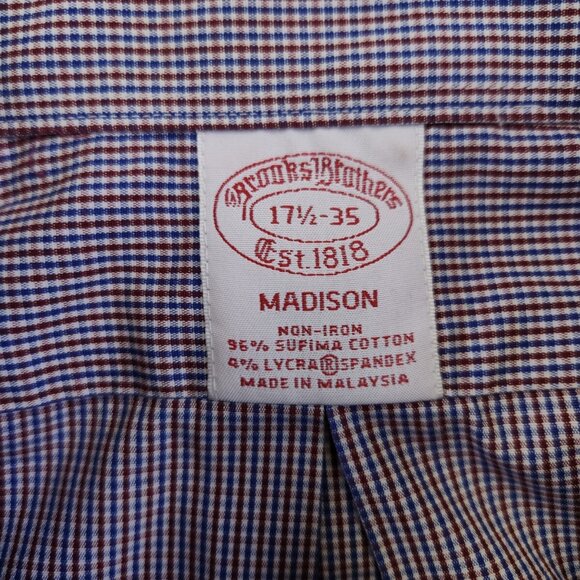 Brooks Brothers
17½-35
Est. 1818
MADISON
NON-IRON
96% SUPIMA COTTON
4% LYCRA®SPANDEX
MADE IN MALAYSIA